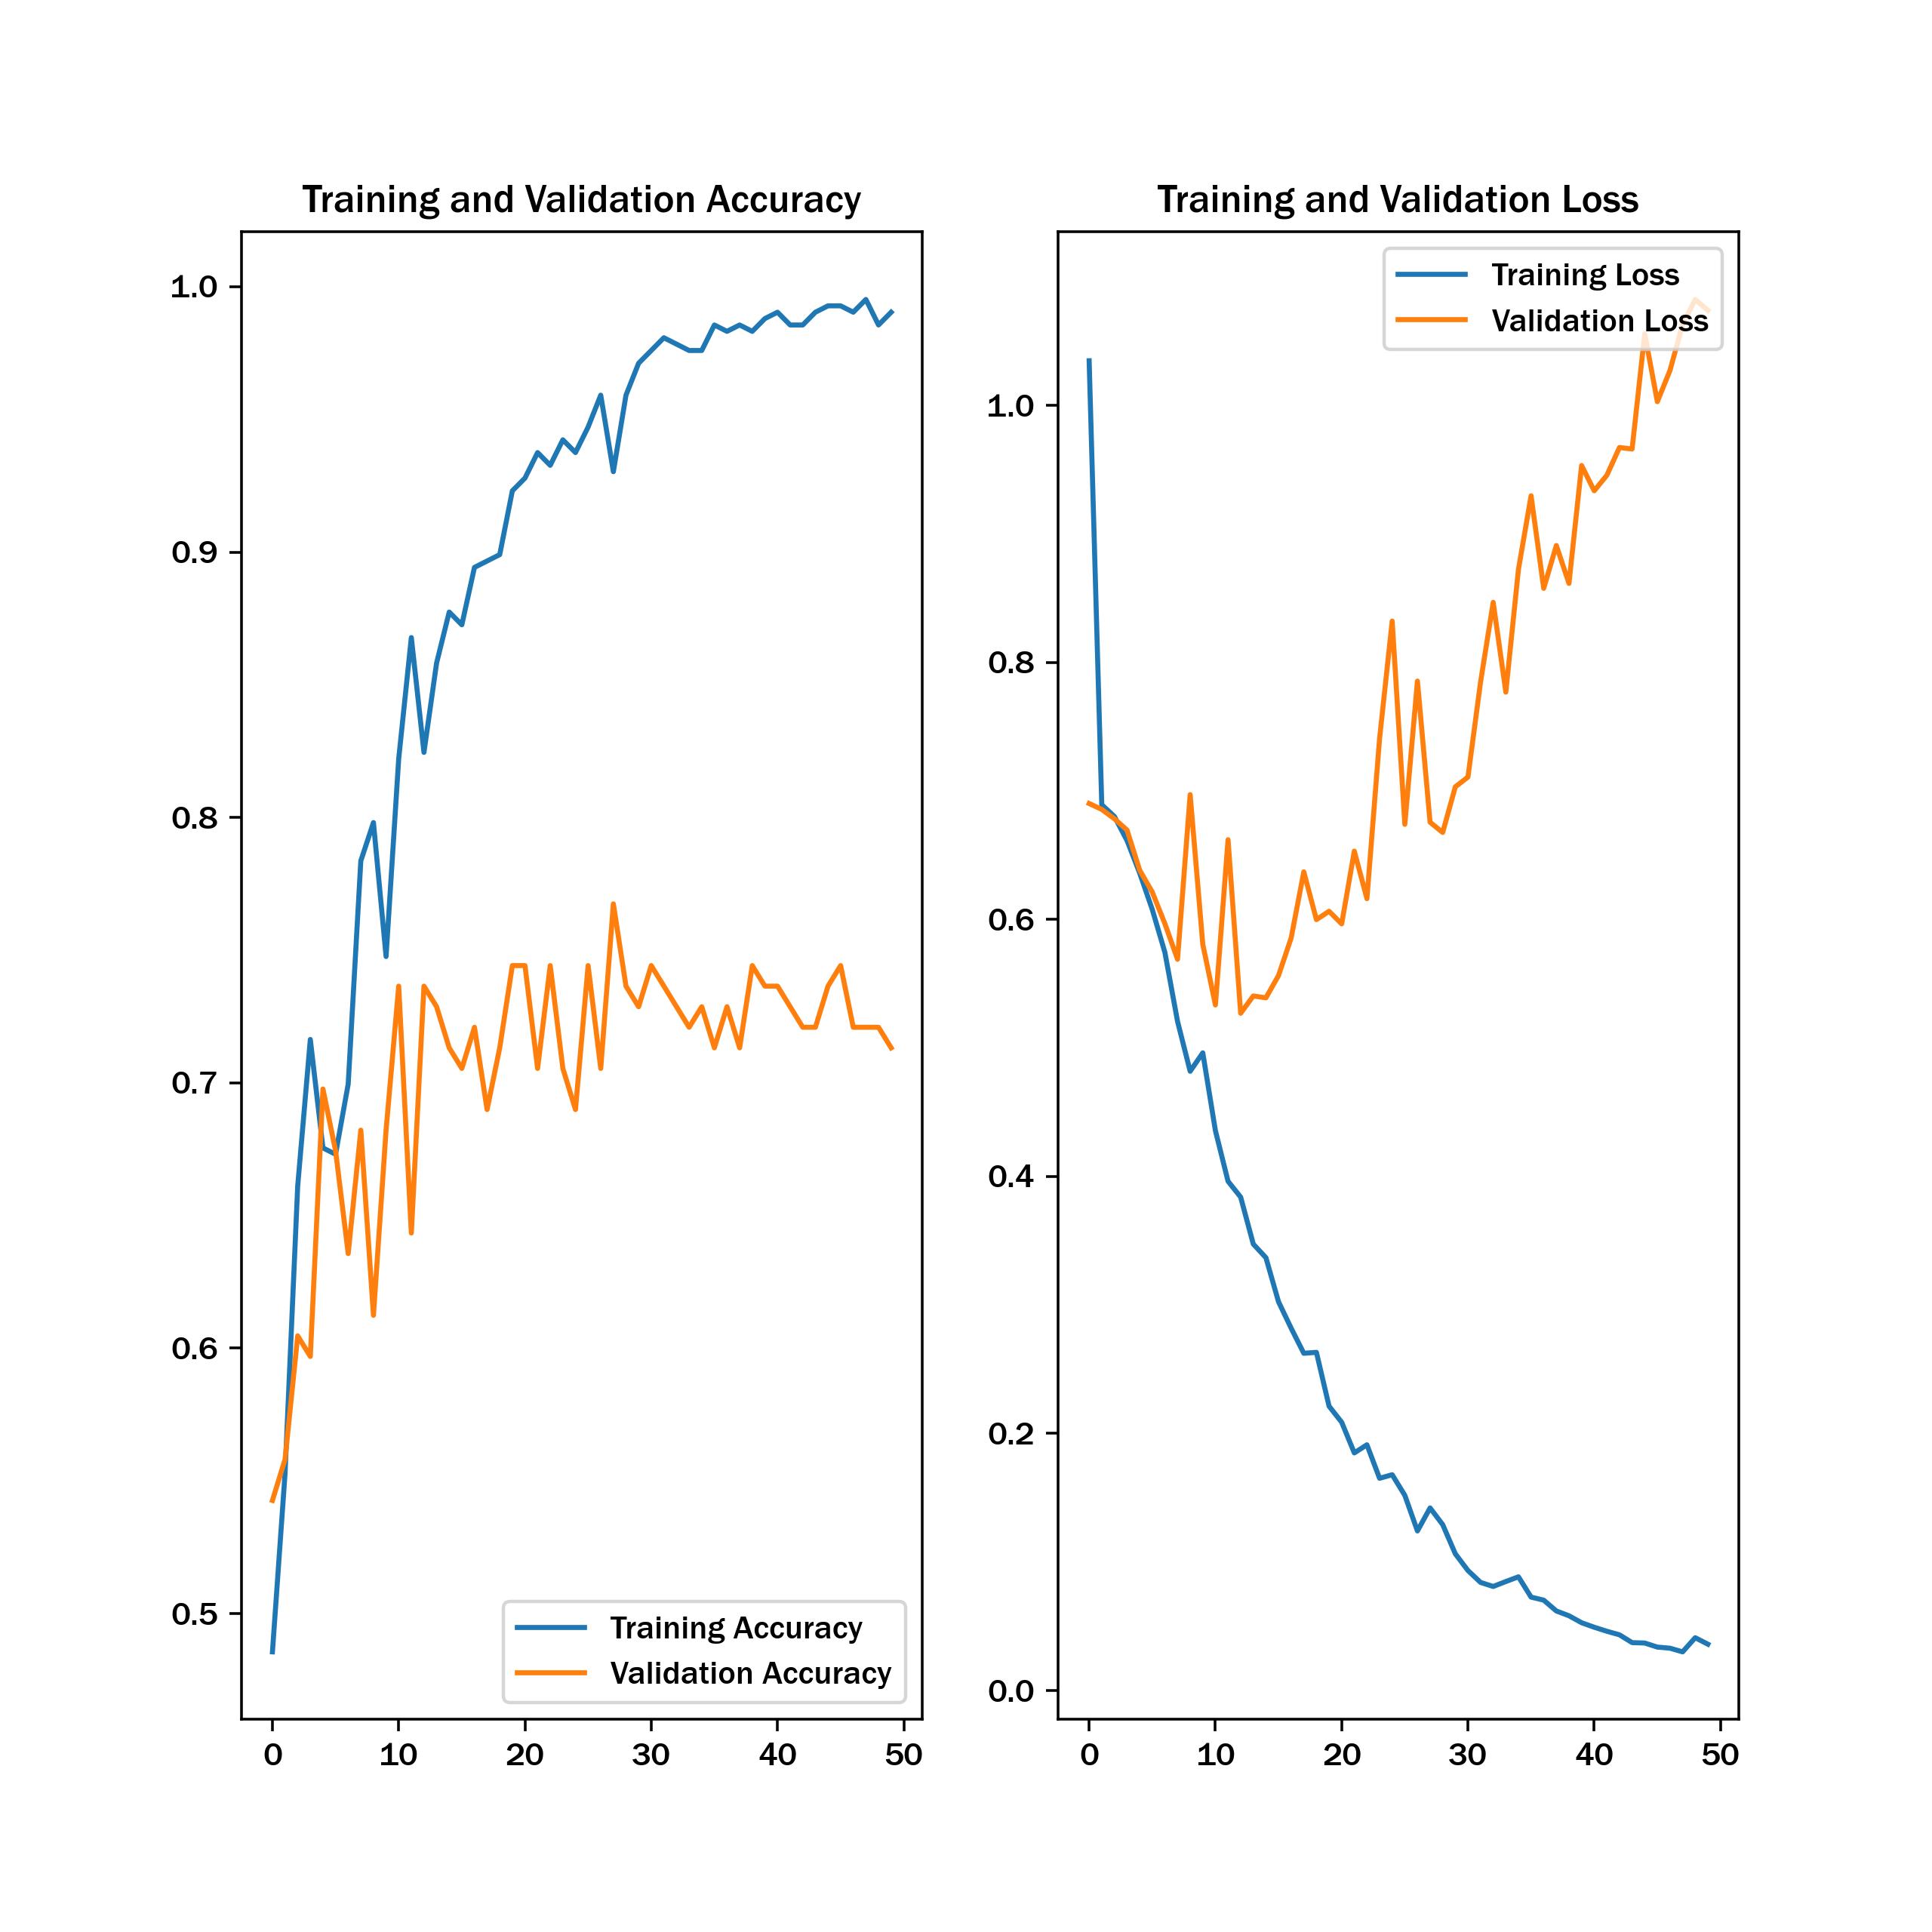 Training and Validation Accuracy
1.0
0.9
0.8
0.7
0.6
0.5
Training Accuracy
Validation Accuracy
0 10 20 30 40 50
Training and Validation Loss
Training Loss
Validation Loss
1.0
0.8
0.6
0.4
0.2
0.0
0 10 20 30 40 50